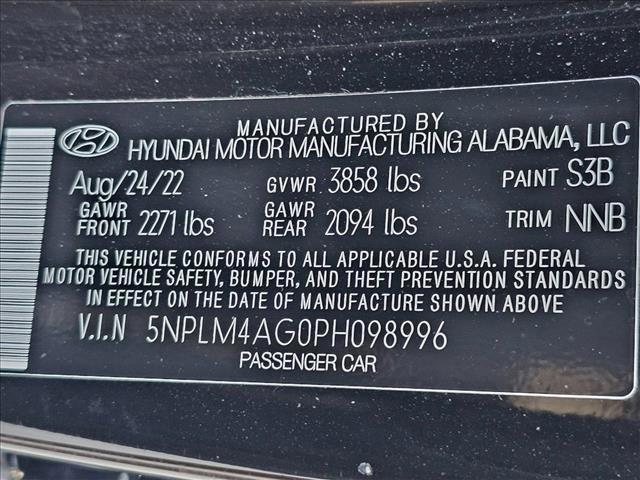 MANUFACTURED BY
HYUNDAI MOTOR MANUFACTURING ALABAMA, LLC
Aug/24/22 GVWR 3858 lbs PAINT S3B
GAWR FRONT 2271 lbs GAWR REAR 2094 lbs TRIM NNB
THIS VEHICLE CONFORMS TO ALL APPLICABLE U.S.A. FEDERAL
MOTOR VEHICLE SAFETY, BUMPER, AND THEFT PREVENTION STANDARDS
IN EFFECT ON THE DATE OF MANUFACTURE SHOWN ABOVE
V.I.N 5NPLM4AG0PH098996
PASSENGER CAR